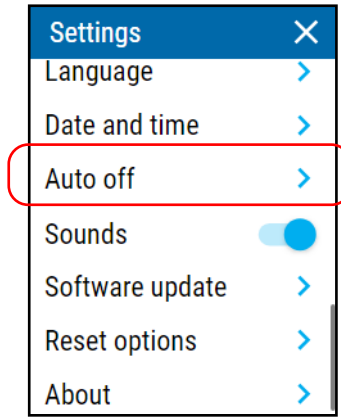 Settings
Language
Date and time
Auto off
Sounds
Software update
Reset options
About